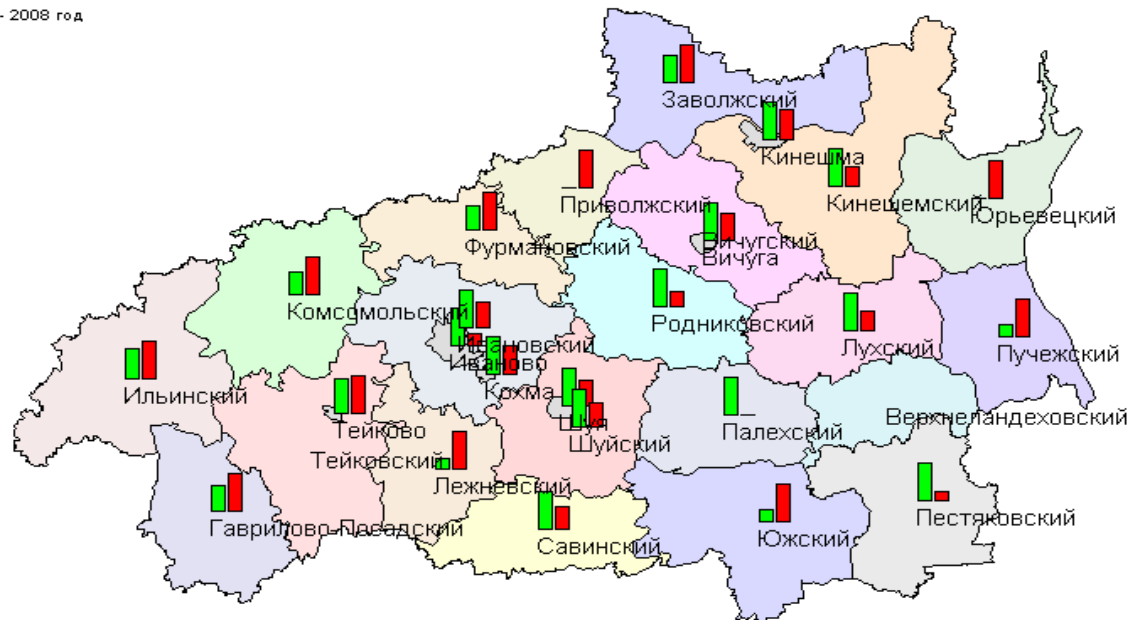 - 2008 год
Заволжский
Кинешма
Кинешемский
Приволжский
Юрьевецкий
Фурмановский
Вичугский
Вичуга
Комсомольский
Родниковский
Ивановский
Иваново
Лухский
Пучежский
Кохма
Ильинский
Шуя
Шуйский
Тейково
Палехский
Верхнеландеховский
Тейковский
Лежневский
Гаврилово-Посадский
Савинский
Южский
Пестяковский